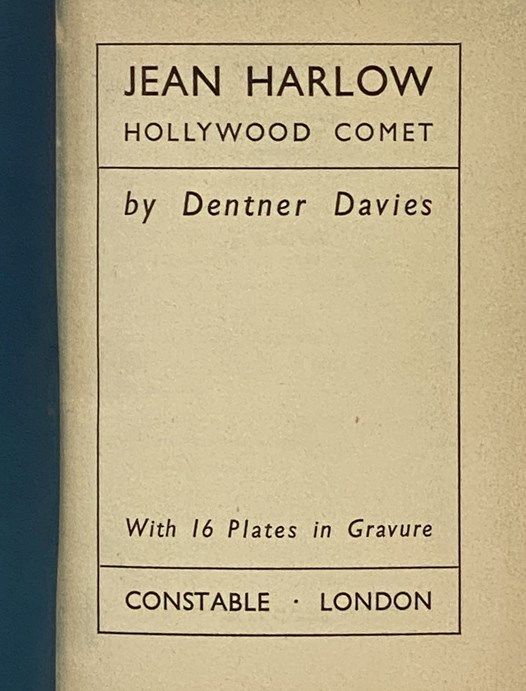 JEAN HARLOW
HOLLYWOOD COMET
by Dentner Davies
With 16 Plates in Gravure
CONSTABLE · LONDON